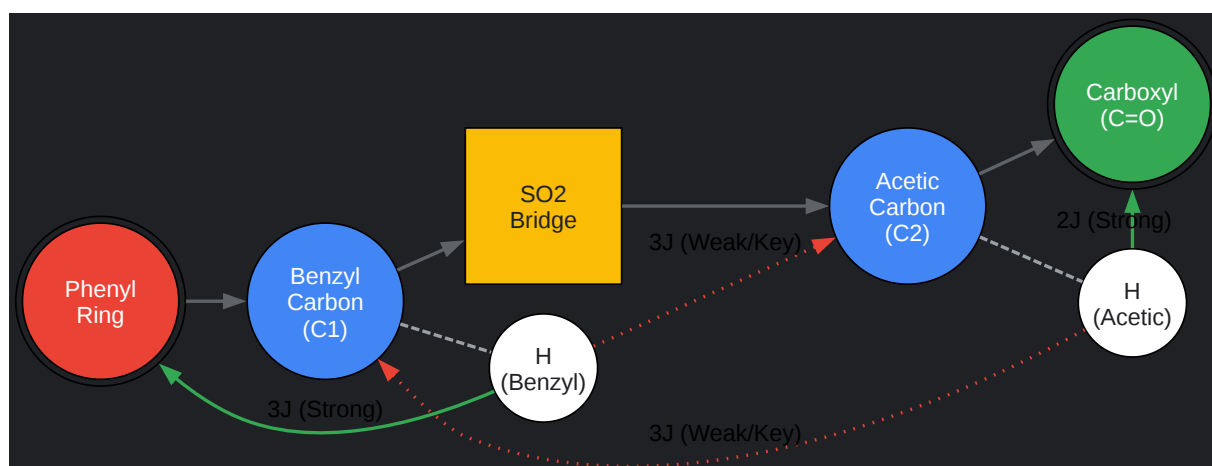 Carboxyl
(C=O)
SO2
Bridge
Acetic
Carbon
(C2)
2J (Strong)
3J (Weak/Key)
Phenyl
Ring
Benzyl
Carbon
(C1)
H
(Acetic)
H
(Benzyl)
3J (Strong)
3J (Weak/Key)